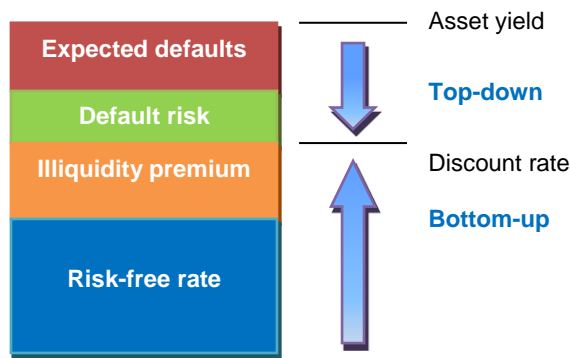 Asset yield
Expected defaults
Top-down
Default risk
Illiquidity premium
Discount rate
Bottom-up
Risk-free rate